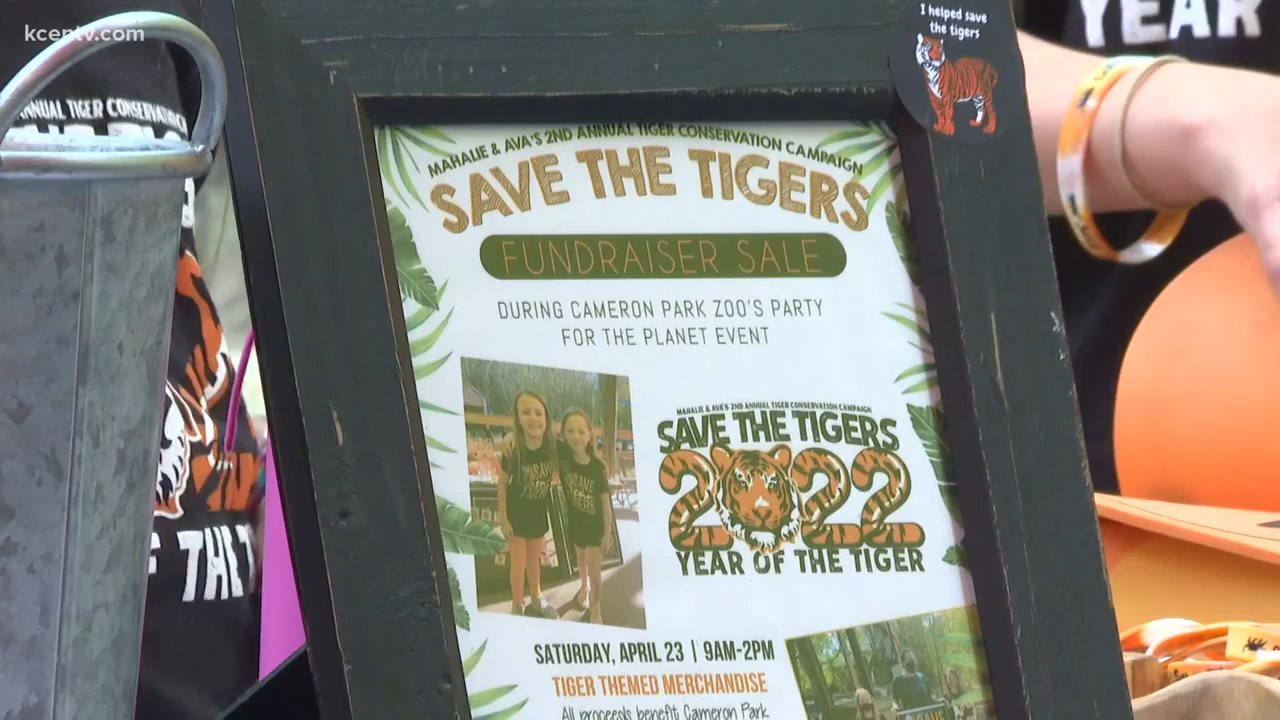 kcentv.com
I helped save
the tigers
YEAR
ANNUAL TIGER CONSERVATION
MAHALIE & AVA'S 2ND ANNUAL TIGER CONSERVATION CAMPAIGN
SAVE THE TIGERS
FUNDRAISER SALE
DURING CAMERON PARK ZOO'S PARTY
FOR THE PLANET EVENT
MAHALIE & AVA'S 2ND ANNUAL TIGER CONSERVATION CAMPAIGN
SAVE THE TIGERS
2022
YEAR OF THE TIGER
THE
SATURDAY, APRIL 23 | 9AM-2PM
TIGER THEMED MERCHANDISE
All proceeds benefit Cameron Park